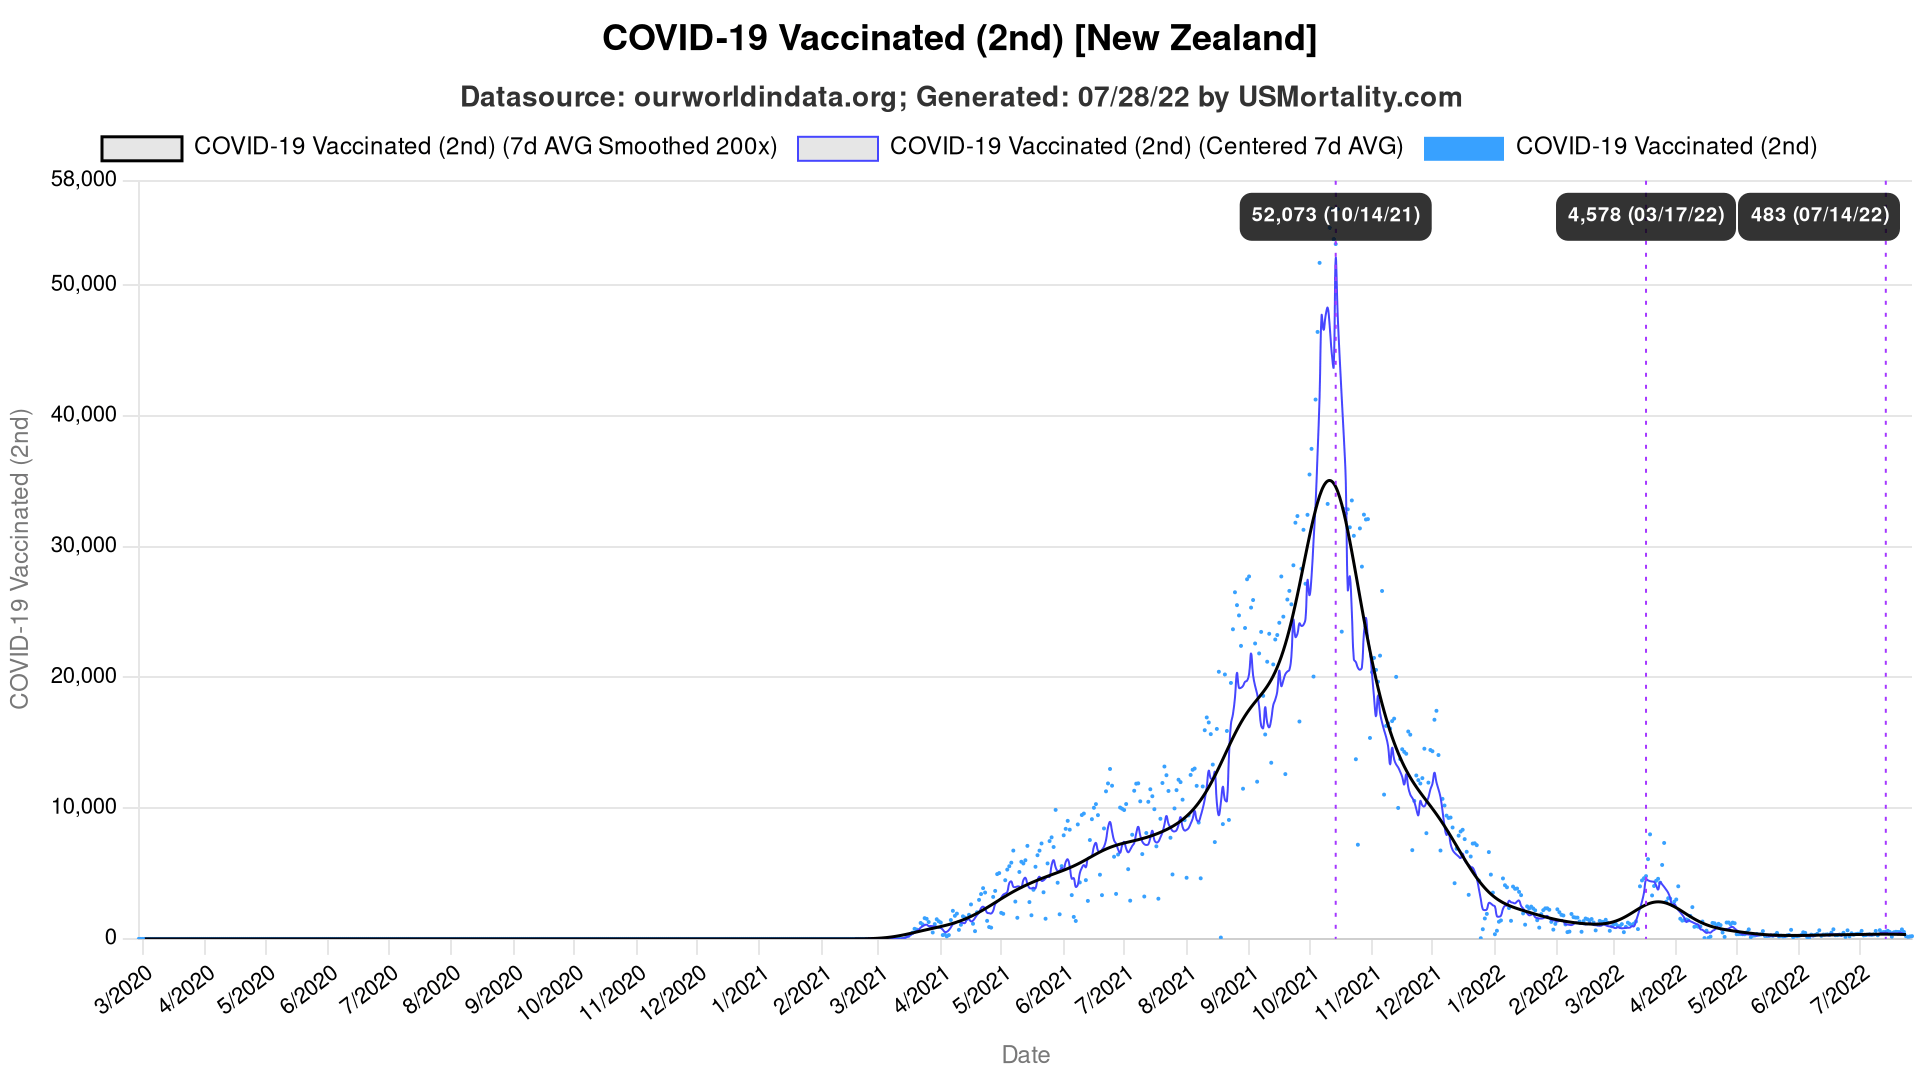 COVID-19 Vaccinated (2nd) [New Zealand]
Datasource: ourworldindata.org; Generated: 07/28/22 by USMortality.com
COVID-19 Vaccinated (2nd) (7d AVG Smoothed 200x) COVID-19 Vaccinated (2nd) (Centered 7d AVG) COVID-19 Vaccinated (2nd)
58,000
52,073 (10/14/21) 4,578 (03/17/22) 483 (07/14/22)
50,000
40,000
30,000
20,000
10,000
0
COVID-19 Vaccinated (2nd)
3/2020 4/2020 5/2020 6/2020 7/2020 8/2020 9/2020 10/2020 11/2020 12/2020 1/2021 2/2021 3/2021 4/2021 5/2021 6/2021 7/2021 8/2021 9/2021 10/2021 11/2021 12/2021 1/2022 2/2022 3/2022 4/2022 5/2022 6/2022 7/2022
Date